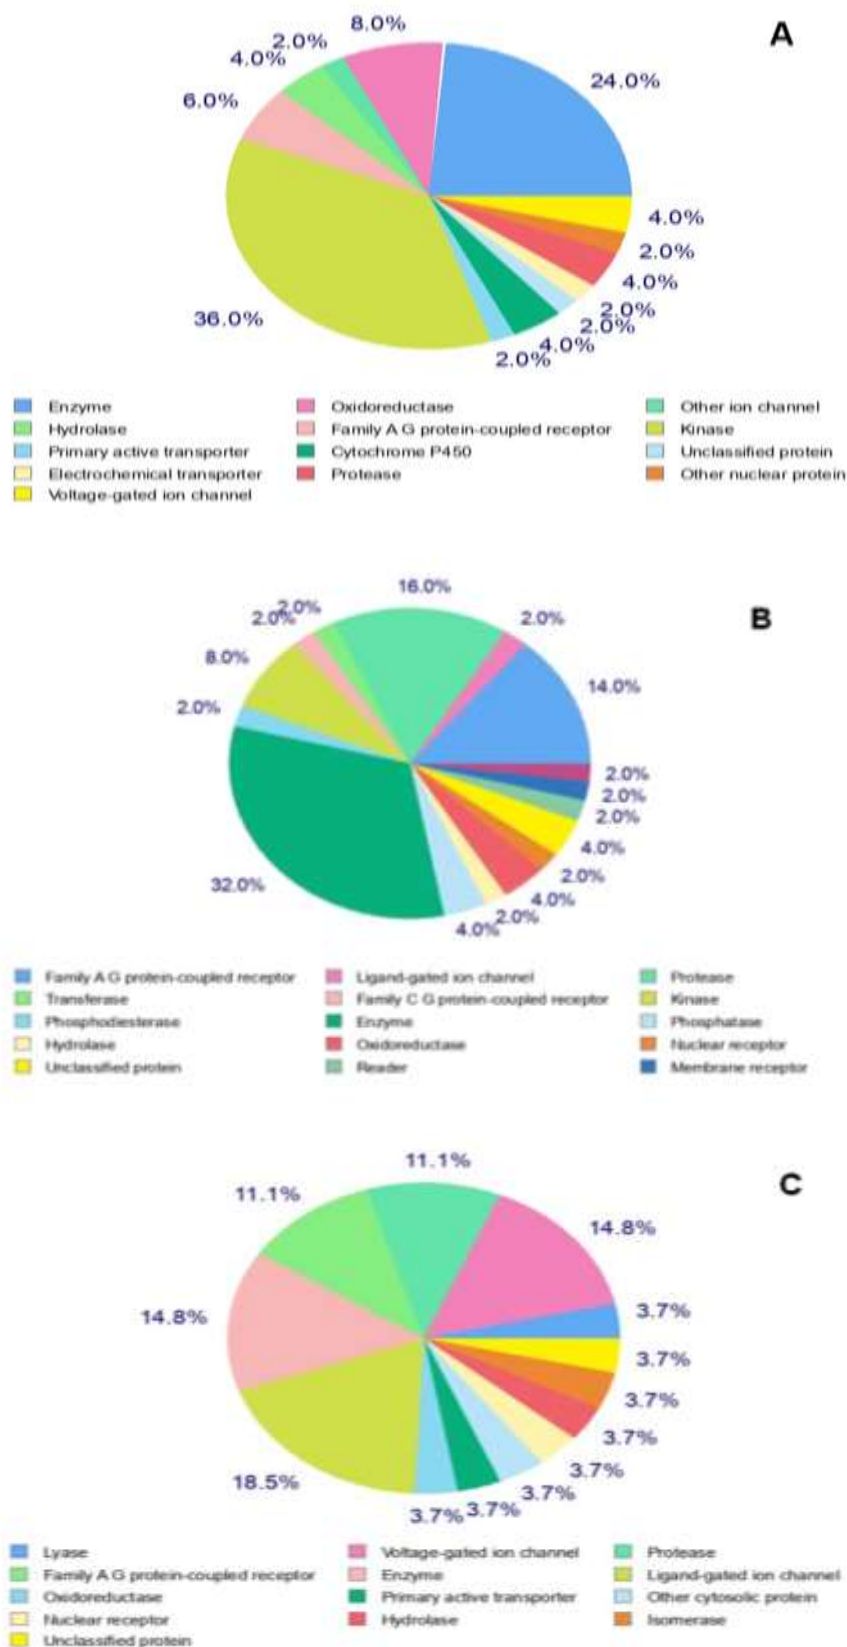 A
8.0%
2.0%
4.0%
24.0%
6.0%
4.0%
2.0%
4.0%
36.0%
2.0%
2.0%
4.0%
2.0%
Enzyme Oxidoreductase Other ion channel
Hydrolase Family A G protein-coupled receptor Kinase
Primary active transporter Cytochrome P450 Unclassified protein
Electrochemical transporter Protease Other nuclear protein
Voltage-gated ion channel
16.0%
B
2.0%
2.0%
2.0%
8.0%
14.0%
2.0%
2.0%
2.0%
2.0%
4.0%
2.0%
32.0%
4.0%
2.0%
4.0%
Family A G protein-coupled receptor Ligand-gated ion channel Protease
Transferase Family C G protein-coupled receptor Kinase
Phosphodiesterase Enzyme Phosphatase
Hydrolase Oxidoreductase Nuclear receptor
Unclassified protein Reader Membrane receptor
11.1%
C
11.1%
14.8%
3.7%
14.8%
3.7%
3.7%
3.7%
3.7%
18.5%
3.7%
3.7%
3.7%
Lyase Voltage-gated ion channel Protease
Family A G protein-coupled receptor Enzyme Ligand-gated ion channel
Oxidoreductase Primary active transporter Other cytosolic protein
Nuclear receptor Hydrolase Isomerase
Unclassified protein